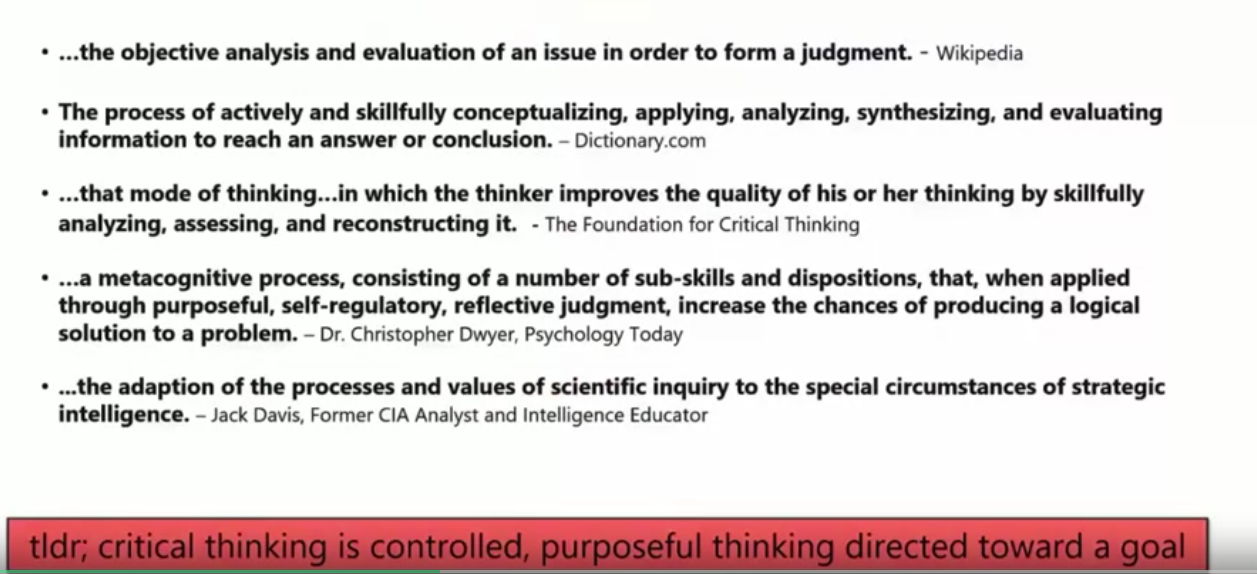 • ...the objective analysis and evaluation of an issue in order to form a judgment. - Wikipedia
• The process of actively and skillfully conceptualizing, applying, analyzing, synthesizing, and evaluating
information to reach an answer or conclusion. – Dictionary.com
• ...that mode of thinking...in which the thinker improves the quality of his or her thinking by skillfully
analyzing, assessing, and reconstructing it. - The Foundation for Critical Thinking
• ...a metacognitive process, consisting of a number of sub-skills and dispositions, that, when applied
through purposeful, self-regulatory, reflective judgment, increase the chances of producing a logical
solution to a problem. – Dr. Christopher Dwyer, Psychology Today
• ...the adaption of the processes and values of scientific inquiry to the special circumstances of strategic
intelligence. – Jack Davis, Former CIA Analyst and Intelligence Educator
tldr; critical thinking is controlled, purposeful thinking directed toward a goal